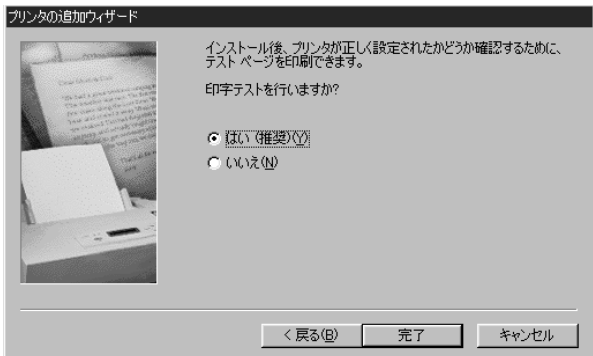 プリンタの追加ウィザード
インストール後、プリンタが正しく設定されたかどうか確認するために、
テスト ページを印刷できます。
印字テストを行いますか?
はい (推奨)(Y)
いいえ(N)
< 戻る(B)
完了
キャンセル